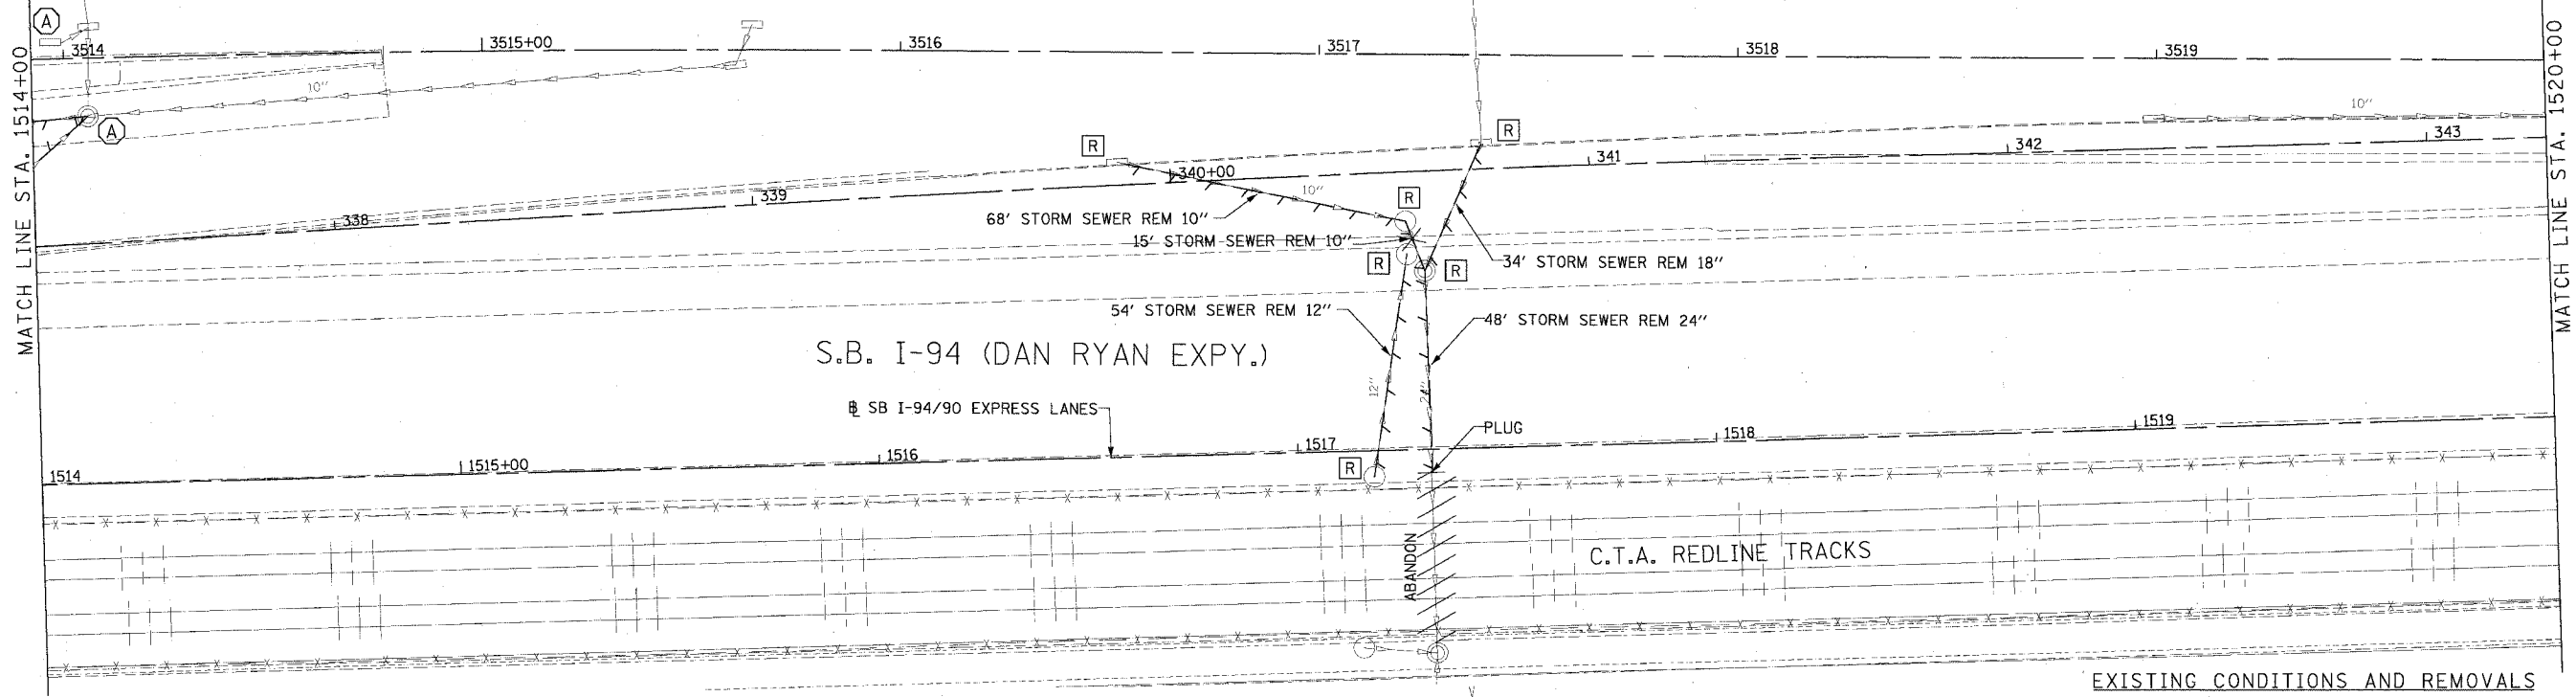 A
3514
3515+00
3516
3517
3518
3519
MATCH LINE STA. 1514+00
MATCH LINE STA. 1520+00
10"
10"
A
R
R
343
342
341
340+00
339
338
10"
R
68' STORM SEWER REM 10"
15' STORM SEWER REM 10"
R
R
34' STORM SEWER REM 18"
54' STORM SEWER REM 12"
48' STORM SEWER REM 24"
S.B. I-94 (DAN RYAN EXPY.)
12"
24"
℄ SB I-94/90 EXPRESS LANES
PLUG
1514
1515+00
1516
1517
1518
1519
R
ABANDON
C.T.A. REDLINE TRACKS
V
EXISTING CONDITIONS AND REMOVALS